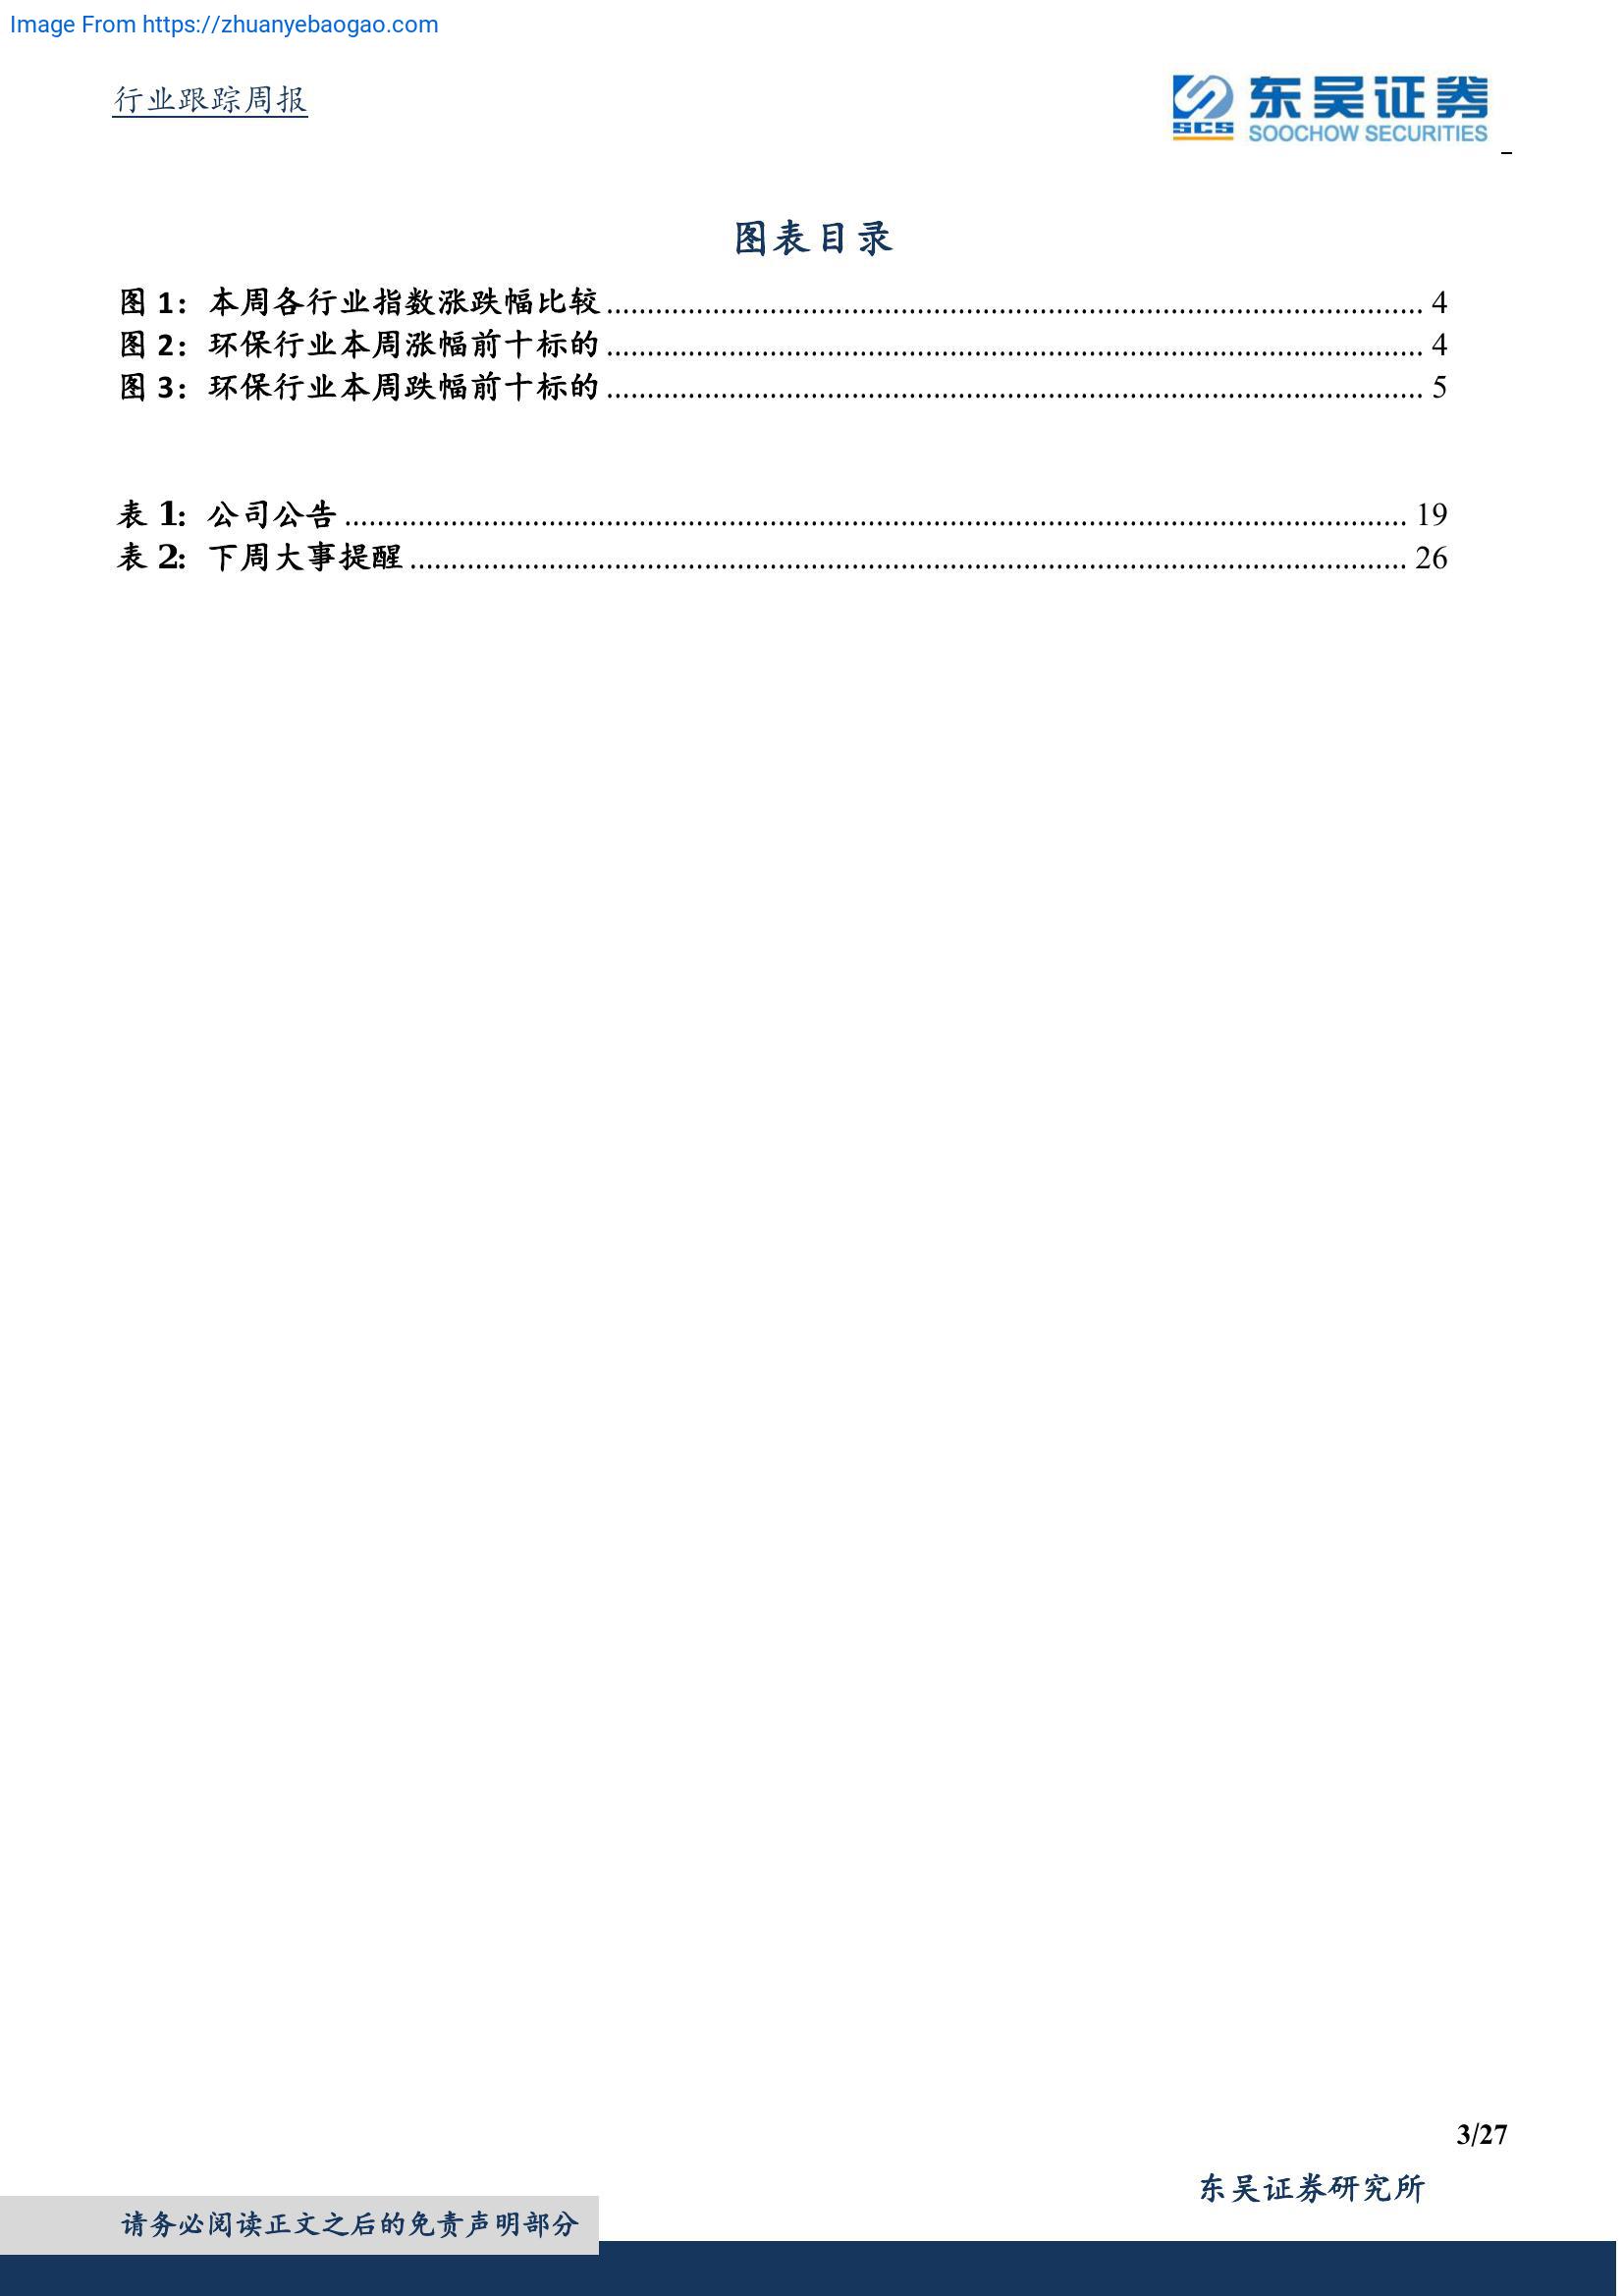 Image From https://zhuanyebaogao.com
行业跟踪周报
东吴证券
SCS
SOOCHOW SECURITIES
图表目录
图 1：本周各行业指数涨跌幅比较........................................ 4
图 2：环保行业本周涨幅前十标的........................................ 4
图 3：环保行业本周跌幅前十标的........................................ 5
表 1：公司公告........................................ 19
表 2：下周大事提醒........................................ 26
3/27
东吴证券研究所
请务必阅读正文之后的免责声明部分